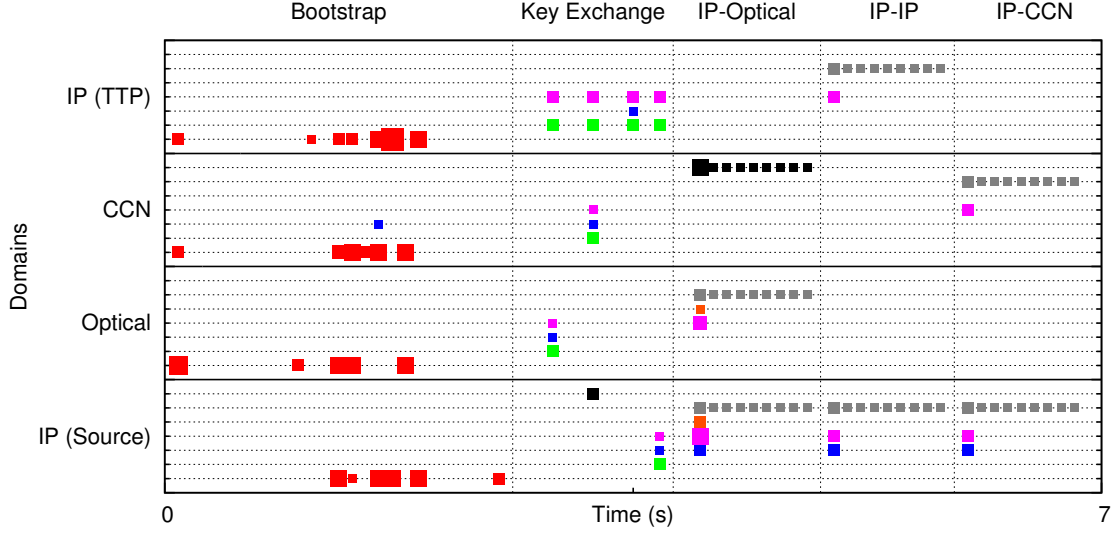 Bootstrap Key Exchange IP-Optical IP-IP IP-CCN
IP (TTP)
CCN
Domains
Optical
IP (Source)
0 Time (s) 7